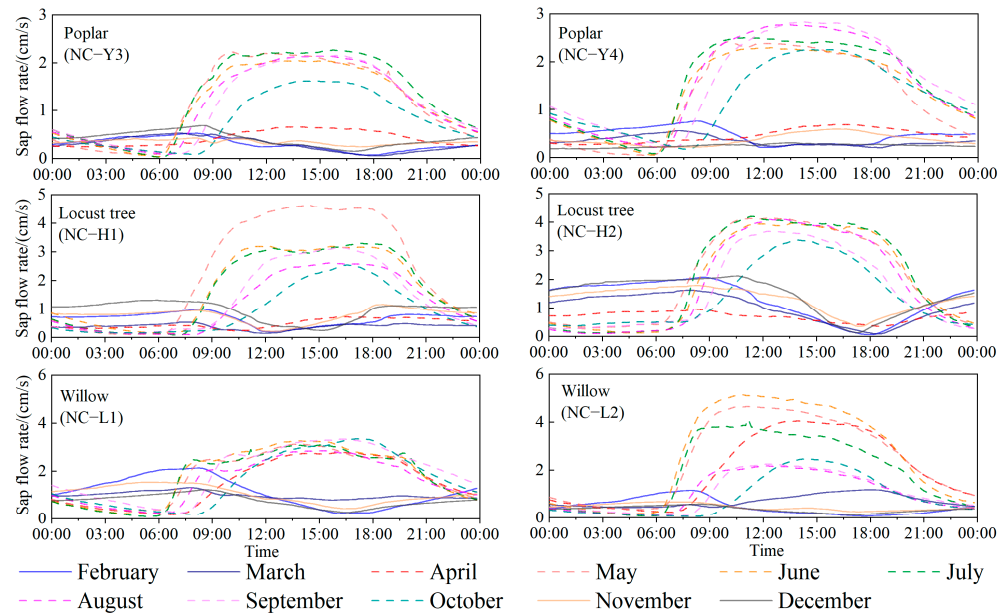 Sap flow rate/(cm/s)
3
2
1
0
Poplar
(NC−Y3)
00:00 03:00 06:00 09:00 12:00 15:00 18:00 21:00 00:00
3
2
1
0
Poplar
(NC−Y4)
00:00 03:00 06:00 09:00 12:00 15:00 18:00 21:00 00:00
Sap flow rate/(cm/s)
5
4
3
2
1
0
Locust tree
(NC−H1)
00:00 03:00 06:00 09:00 12:00 15:00 18:00 21:00 00:00
5
4
3
2
1
0
Locust tree
(NC−H2)
00:00 03:00 06:00 09:00 12:00 15:00 18:00 21:00 00:00
Sap flow rate/(cm/s)
6
4
2
0
Willow
(NC−L1)
00:00 03:00 06:00 09:00 12:00 15:00 18:00 21:00 00:00
Time
6
4
2
0
Willow
(NC−L2)
00:00 03:00 06:00 09:00 12:00 15:00 18:00 21:00 00:00
Time
February March April May June July
August September October November December